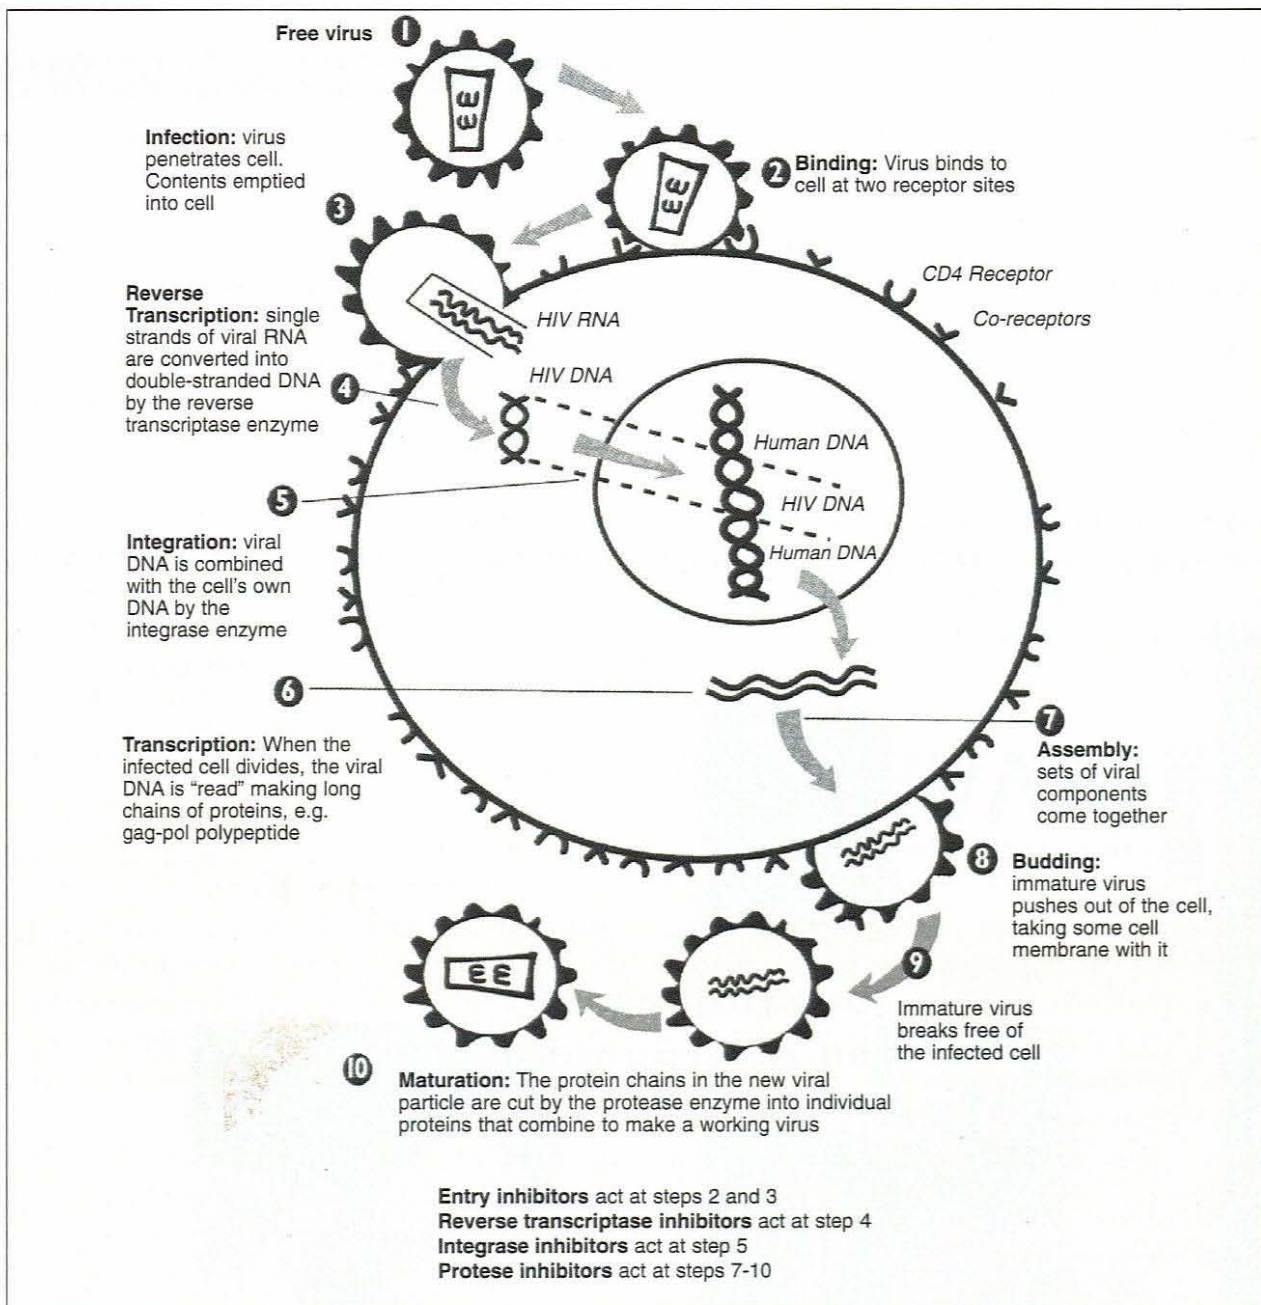 Free virus 1
Infection: virus
penetrates cell.
Contents emptied
into cell
3
2 Binding: Virus binds to
cell at two receptor sites
CD4 Receptor
Co-receptors
Reverse
Transcription: single
strands of viral RNA
are converted into
double-stranded DNA
by the reverse
transcriptase enzyme
4
HIV RNA
HIV DNA
Human DNA
HIV DNA
Human DNA
5
Integration: viral
DNA is combined
with the cell's own
DNA by the
integrase enzyme
6
Transcription: When the
infected cell divides, the viral
DNA is “read” making long
chains of proteins, e.g.
gag-pol polypeptide
7
Assembly:
sets of viral
components
come together
8 Budding:
immature virus
pushes out of the cell,
taking some cell
membrane with it
9
Immature virus
breaks free of
the infected cell
10
Maturation: The protein chains in the new viral
particle are cut by the protease enzyme into individual
proteins that combine to make a working virus
Entry inhibitors act at steps 2 and 3
Reverse transcriptase inhibitors act at step 4
Integrase inhibitors act at step 5
Protese inhibitors act at steps 7-10